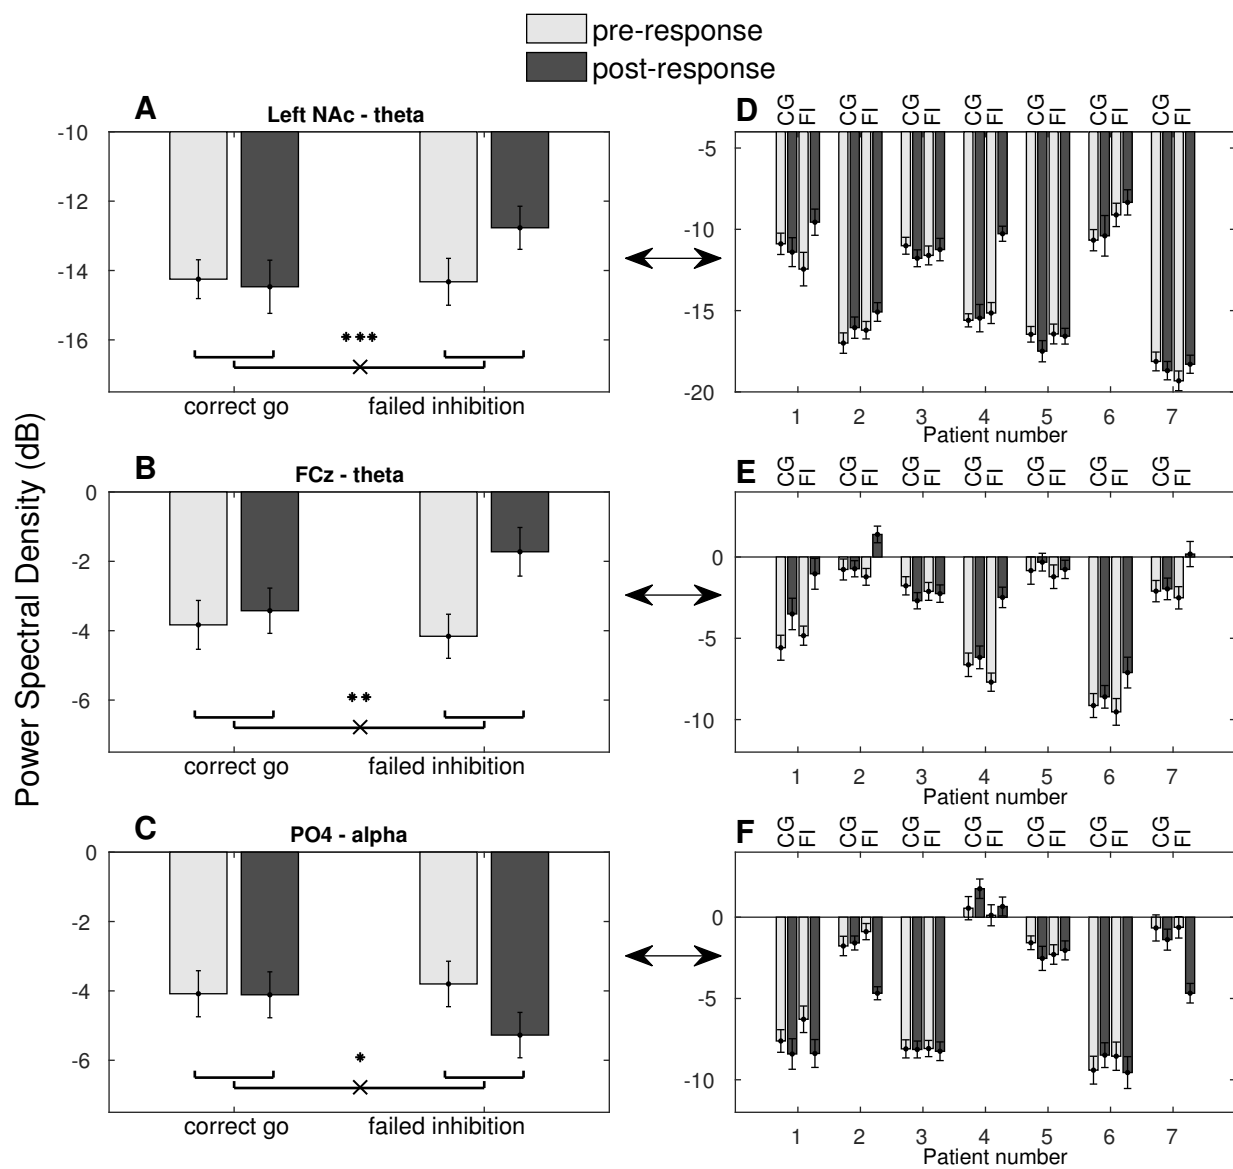 pre-response
post-response
Power Spectral Density (dB)
A
Left NAc - theta
-10
-12
-14
-16
***
correct go failed inhibition
D
CG FI CG FI CG FI CG FI CG FI CG FI CG FI
-5
-10
-15
-20
1 2 3 4 5 6 7
Patient number
B
FCz - theta
0
-2
-4
-6
**
correct go failed inhibition
E
CG FI CG FI CG FI CG FI CG FI CG FI CG FI
0
-5
-10
1 2 3 4 5 6 7
Patient number
C
PO4 - alpha
0
-2
-4
-6
*
correct go failed inhibition
F
CG FI CG FI CG FI CG FI CG FI CG FI CG FI
0
-5
-10
1 2 3 4 5 6 7
Patient number